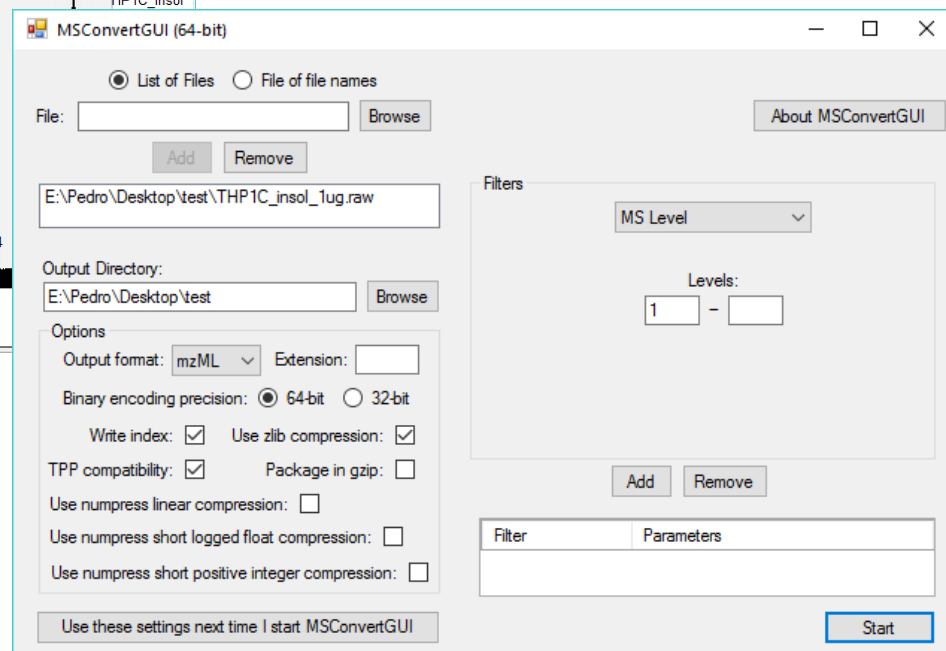 THP1C_insol
MSConvertGUI (64-bit)
List of Files File of file names
File: Browse
About MSConvertGUI
Add Remove
E:\Pedro\Desktop\test\THP1C_insol_1ug.raw
Output Directory:
E:\Pedro\Desktop\test Browse
Options
Output format: mzML Extension:
Binary encoding precision: 64-bit 32-bit
Write index: Use zlib compression:
TPP compatibility: Package in gzip:
Use numpress linear compression:
Use numpress short logged float compression:
Use numpress short positive integer compression:
Use these settings next time I start MSConvertGUI
Filters
MS Level
Levels:
1 –
Add Remove
Filter Parameters
Start